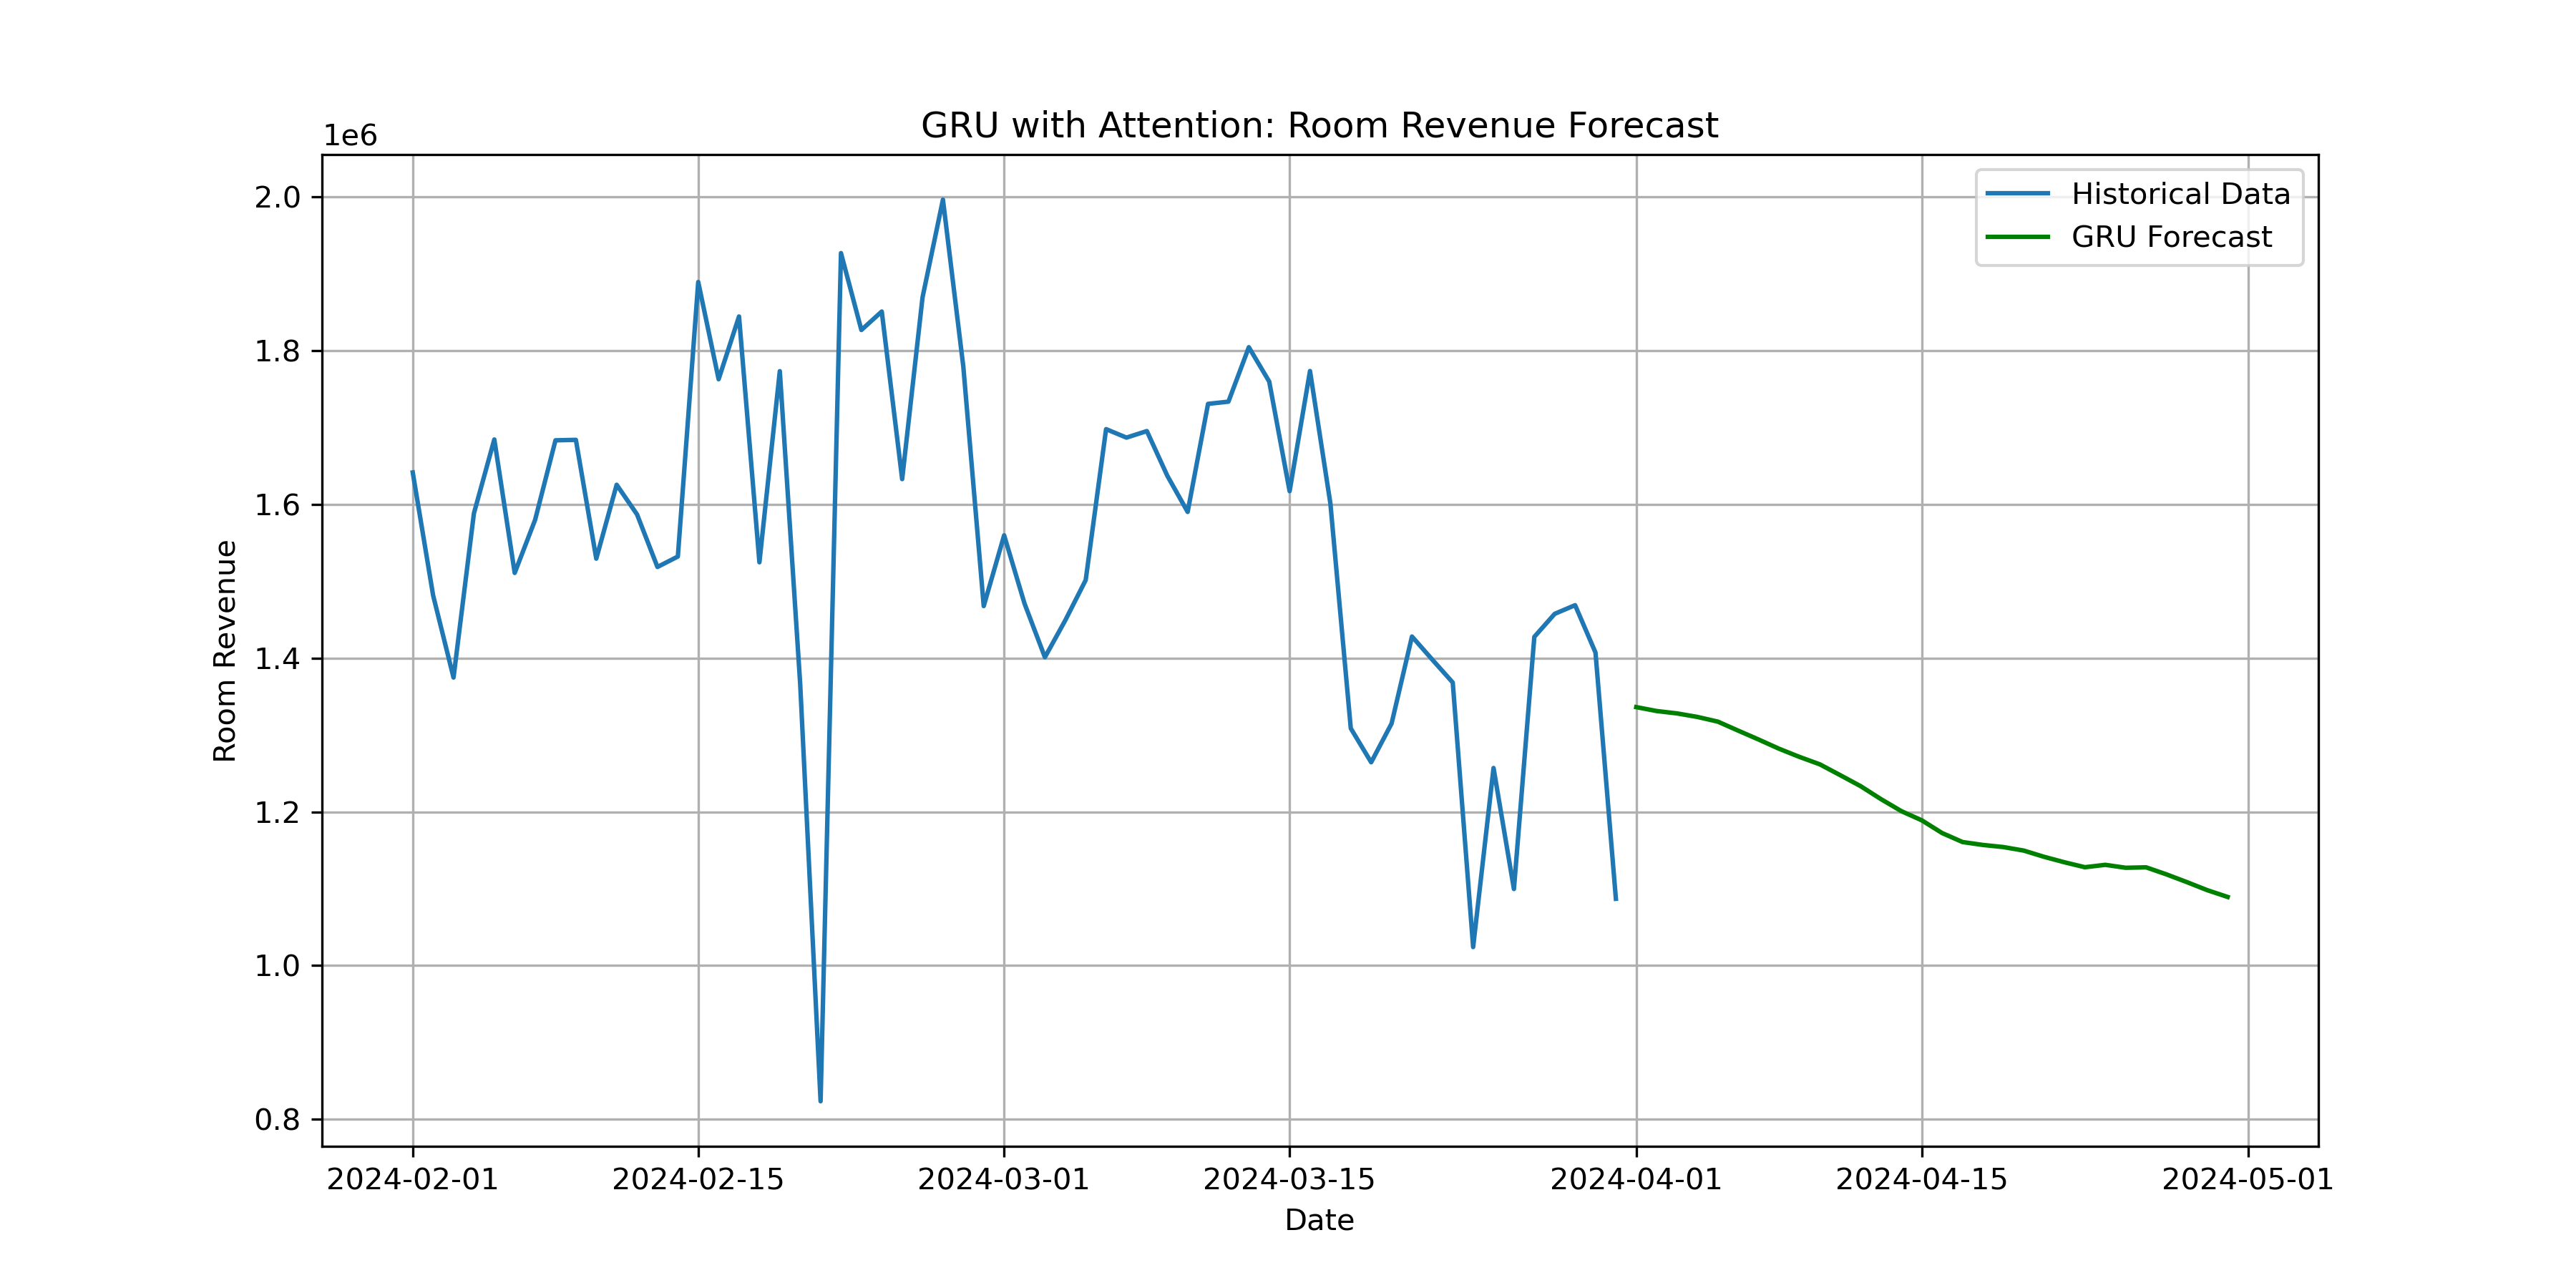 GRU with Attention: Room Revenue Forecast
1e6
Historical Data
GRU Forecast
2.0
1.8
1.6
1.4
1.2
1.0
0.8
Room Revenue
2024-02-01 2024-02-15 2024-03-01 2024-03-15 2024-04-01 2024-04-15 2024-05-01
Date